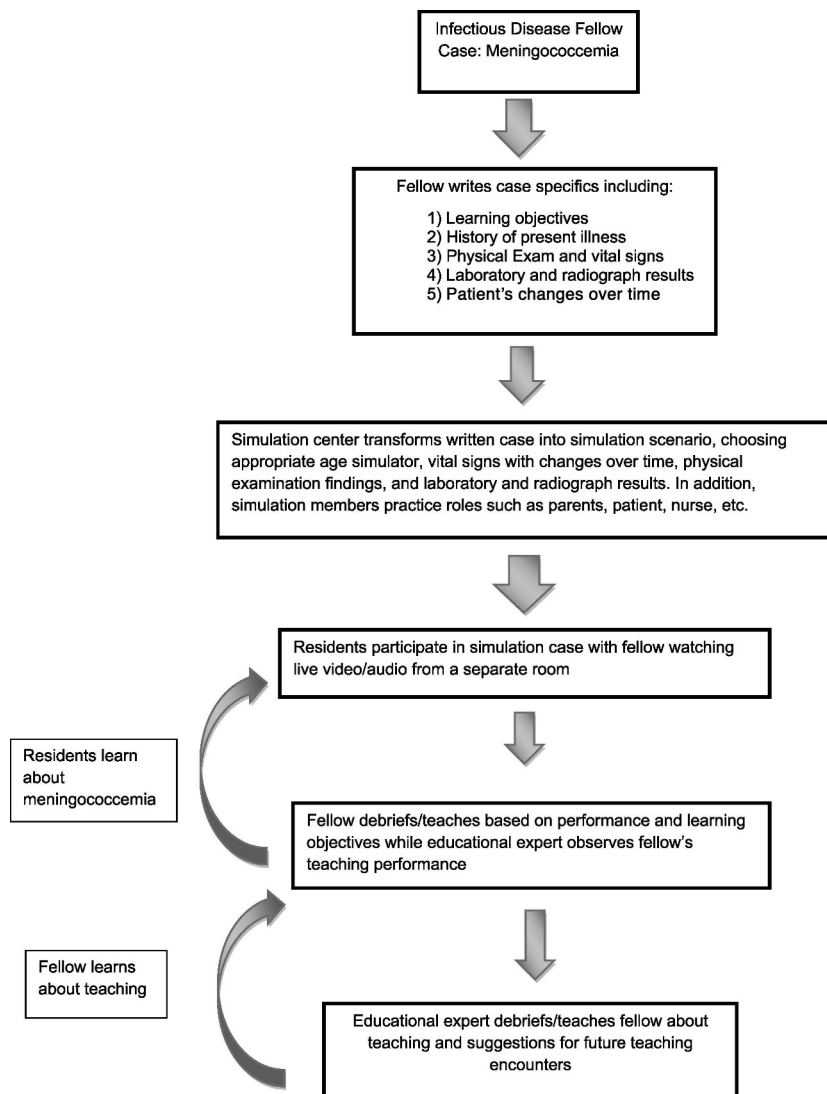 Infectious Disease Fellow
Case: Meningococcemia
Fellow writes case specifics including:
1) Learning objectives
2) History of present illness
3) Physical Exam and vital signs
4) Laboratory and radiograph results
5) Patient's changes over time
Simulation center transforms written case into simulation scenario, choosing
appropriate age simulator, vital signs with changes over time, physical
examination findings, and laboratory and radiograph results. In addition,
simulation members practice roles such as parents, patient, nurse, etc.
Residents participate in simulation case with fellow watching
live video/audio from a separate room
Residents learn
about
meningococcemia
Fellow debriefs/teaches based on performance and learning
objectives while educational expert observes fellow's
teaching performance
Fellow learns
about teaching
Educational expert debriefs/teaches fellow about
teaching and suggestions for future teaching
encounters